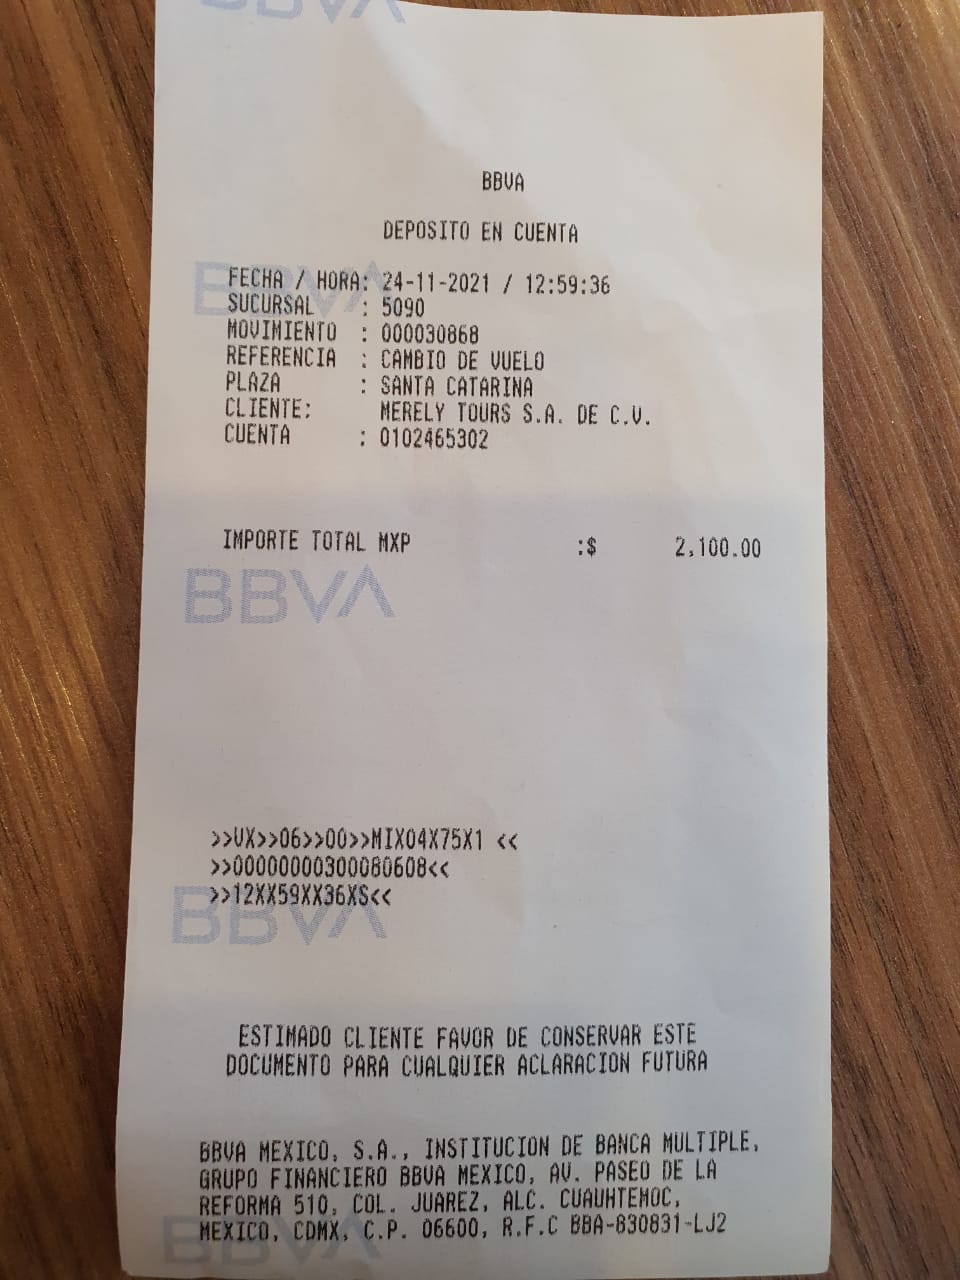 BBVA
BBVA
DEPOSITO EN CUENTA
BBVA
FECHA / HORA: 24-11-2021 / 12:59:36
SUCURSAL : 5090
MOVIMIENTO : 000030868
REFERENCIA : CAMBIO DE VUELO
PLAZA : SANTA CATARINA
CLIENTE: MERELY TOURS S.A. DE C.V.
CUENTA : 0102465302
IMPORTE TOTAL MXP :$ 2,100.00
BBVA
>>VX>>06>>00>>MIX04X75X1 <<
>>00000000300080608<<
>>12XX59XX36XS<<
BBVA
ESTIMADO CLIENTE FAVOR DE CONSERVAR ESTE
DOCUMENTO PARA CUALQUIER ACLARACION FUTURA
BBVA MEXICO, S.A., INSTITUCION DE BANCA MULTIPLE,
GRUPO FINANCIERO BBVA MEXICO, AV. PASEO DE LA
REFORMA 510, COL. JUAREZ, ALC. CUAUHTEMOC,
MEXICO, CDMX, C.P. 06600, R.F.C BBA-830831-LJ2
BBVA